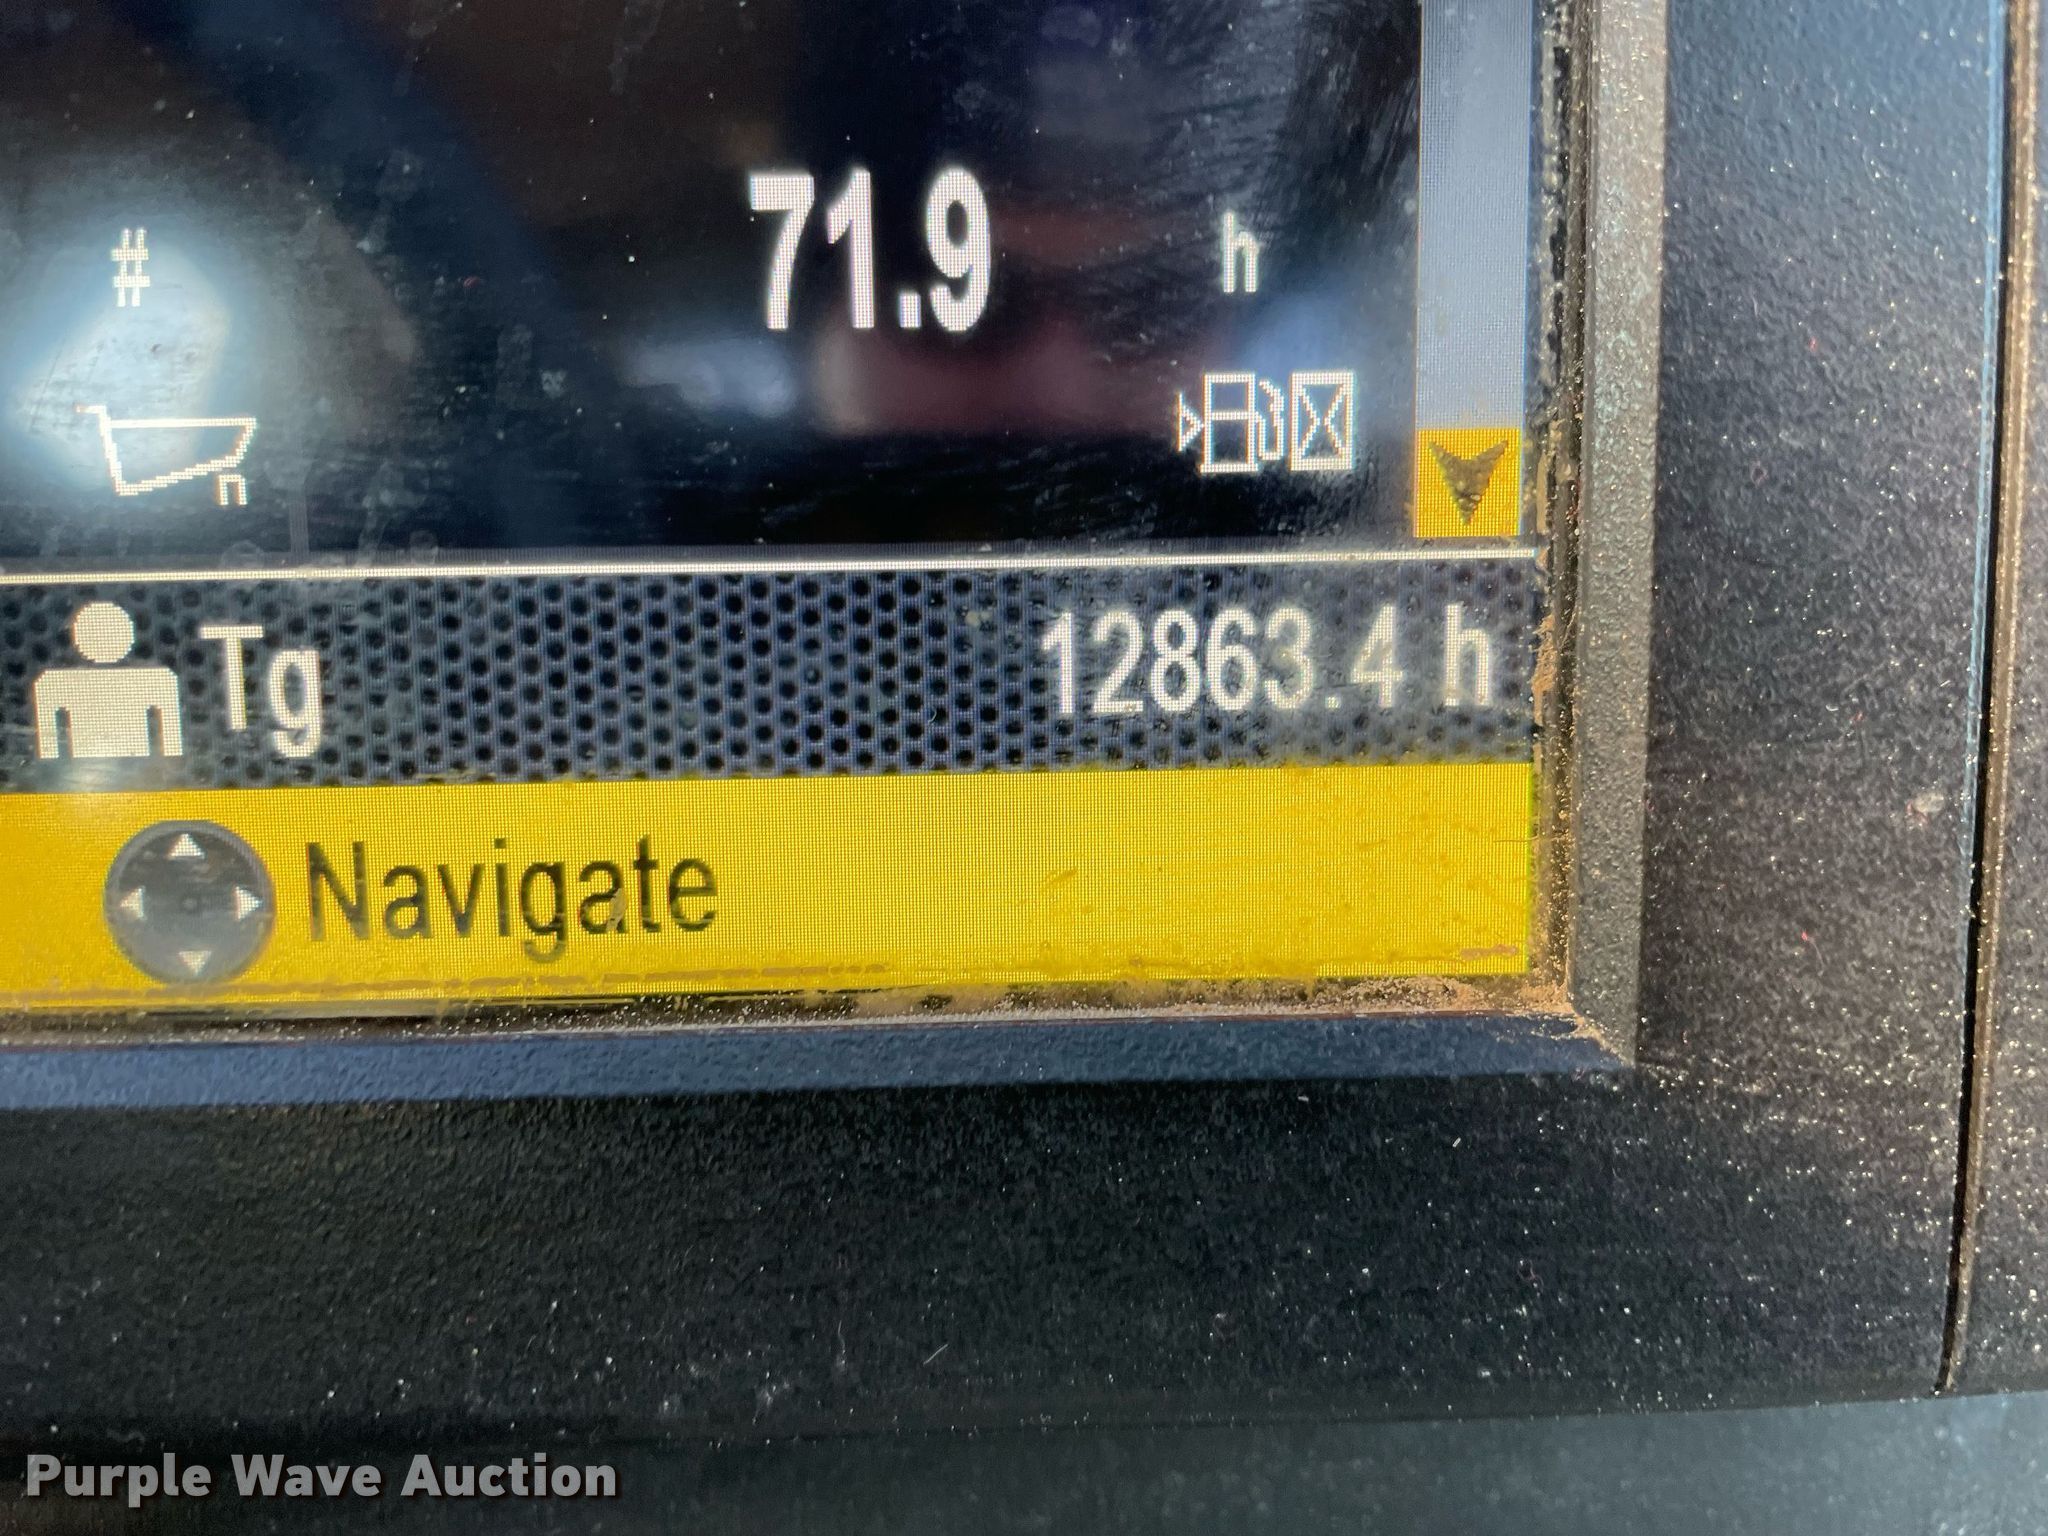 71.9 h
#
n
Tg 12863.4 h
Navigate
Purple Wave Auction